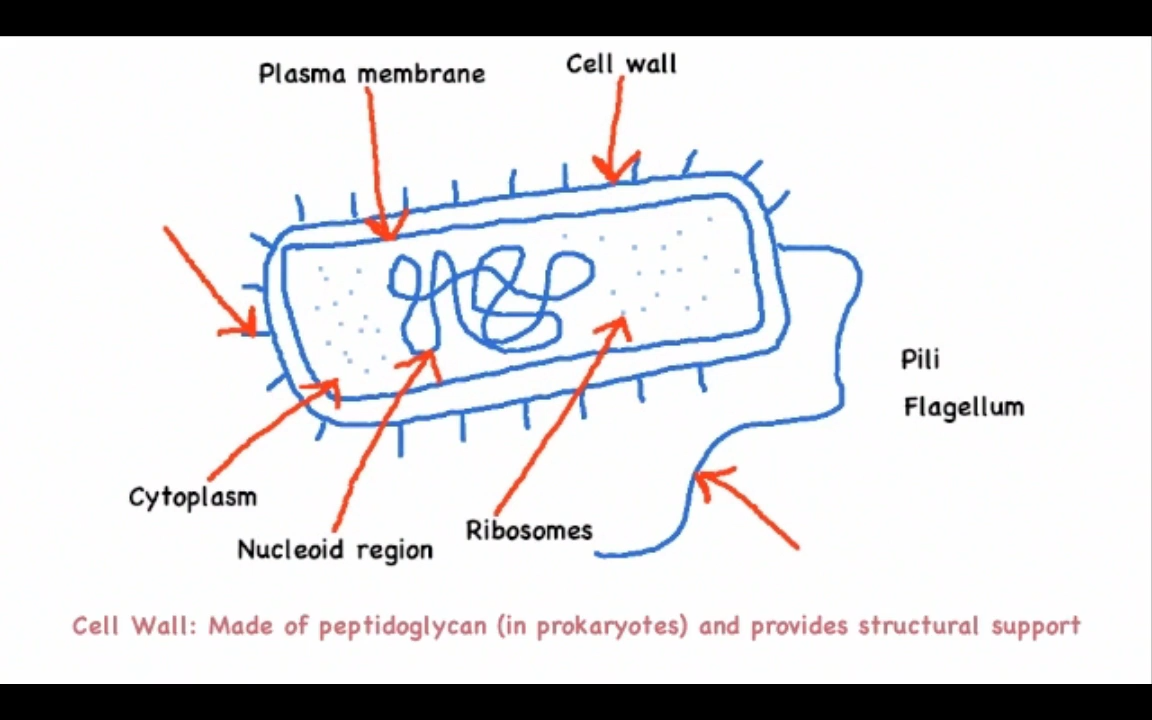 Plasma membrane
Cell wall
Pili
Flagellum
Cytoplasm
Nucleoid region
Ribosomes
Cell Wall: Made of peptidoglycan (in prokaryotes) and provides structural support